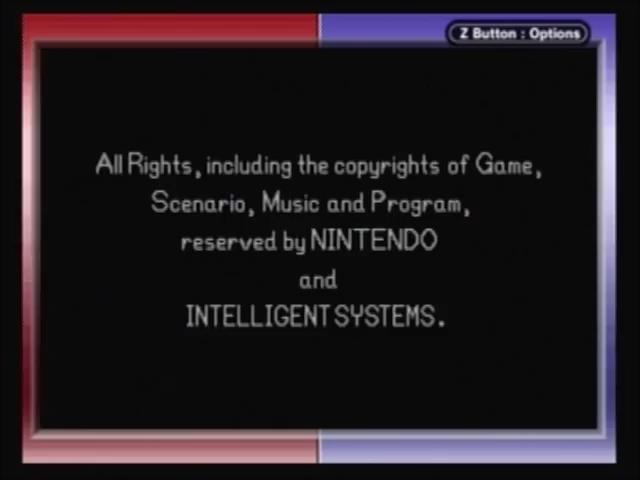 Z Button : Options
All Rights, including the copyrights of Game,
Scenario, Music and Program,
reserved by NINTENDO
and
INTELLIGENT SYSTEMS.